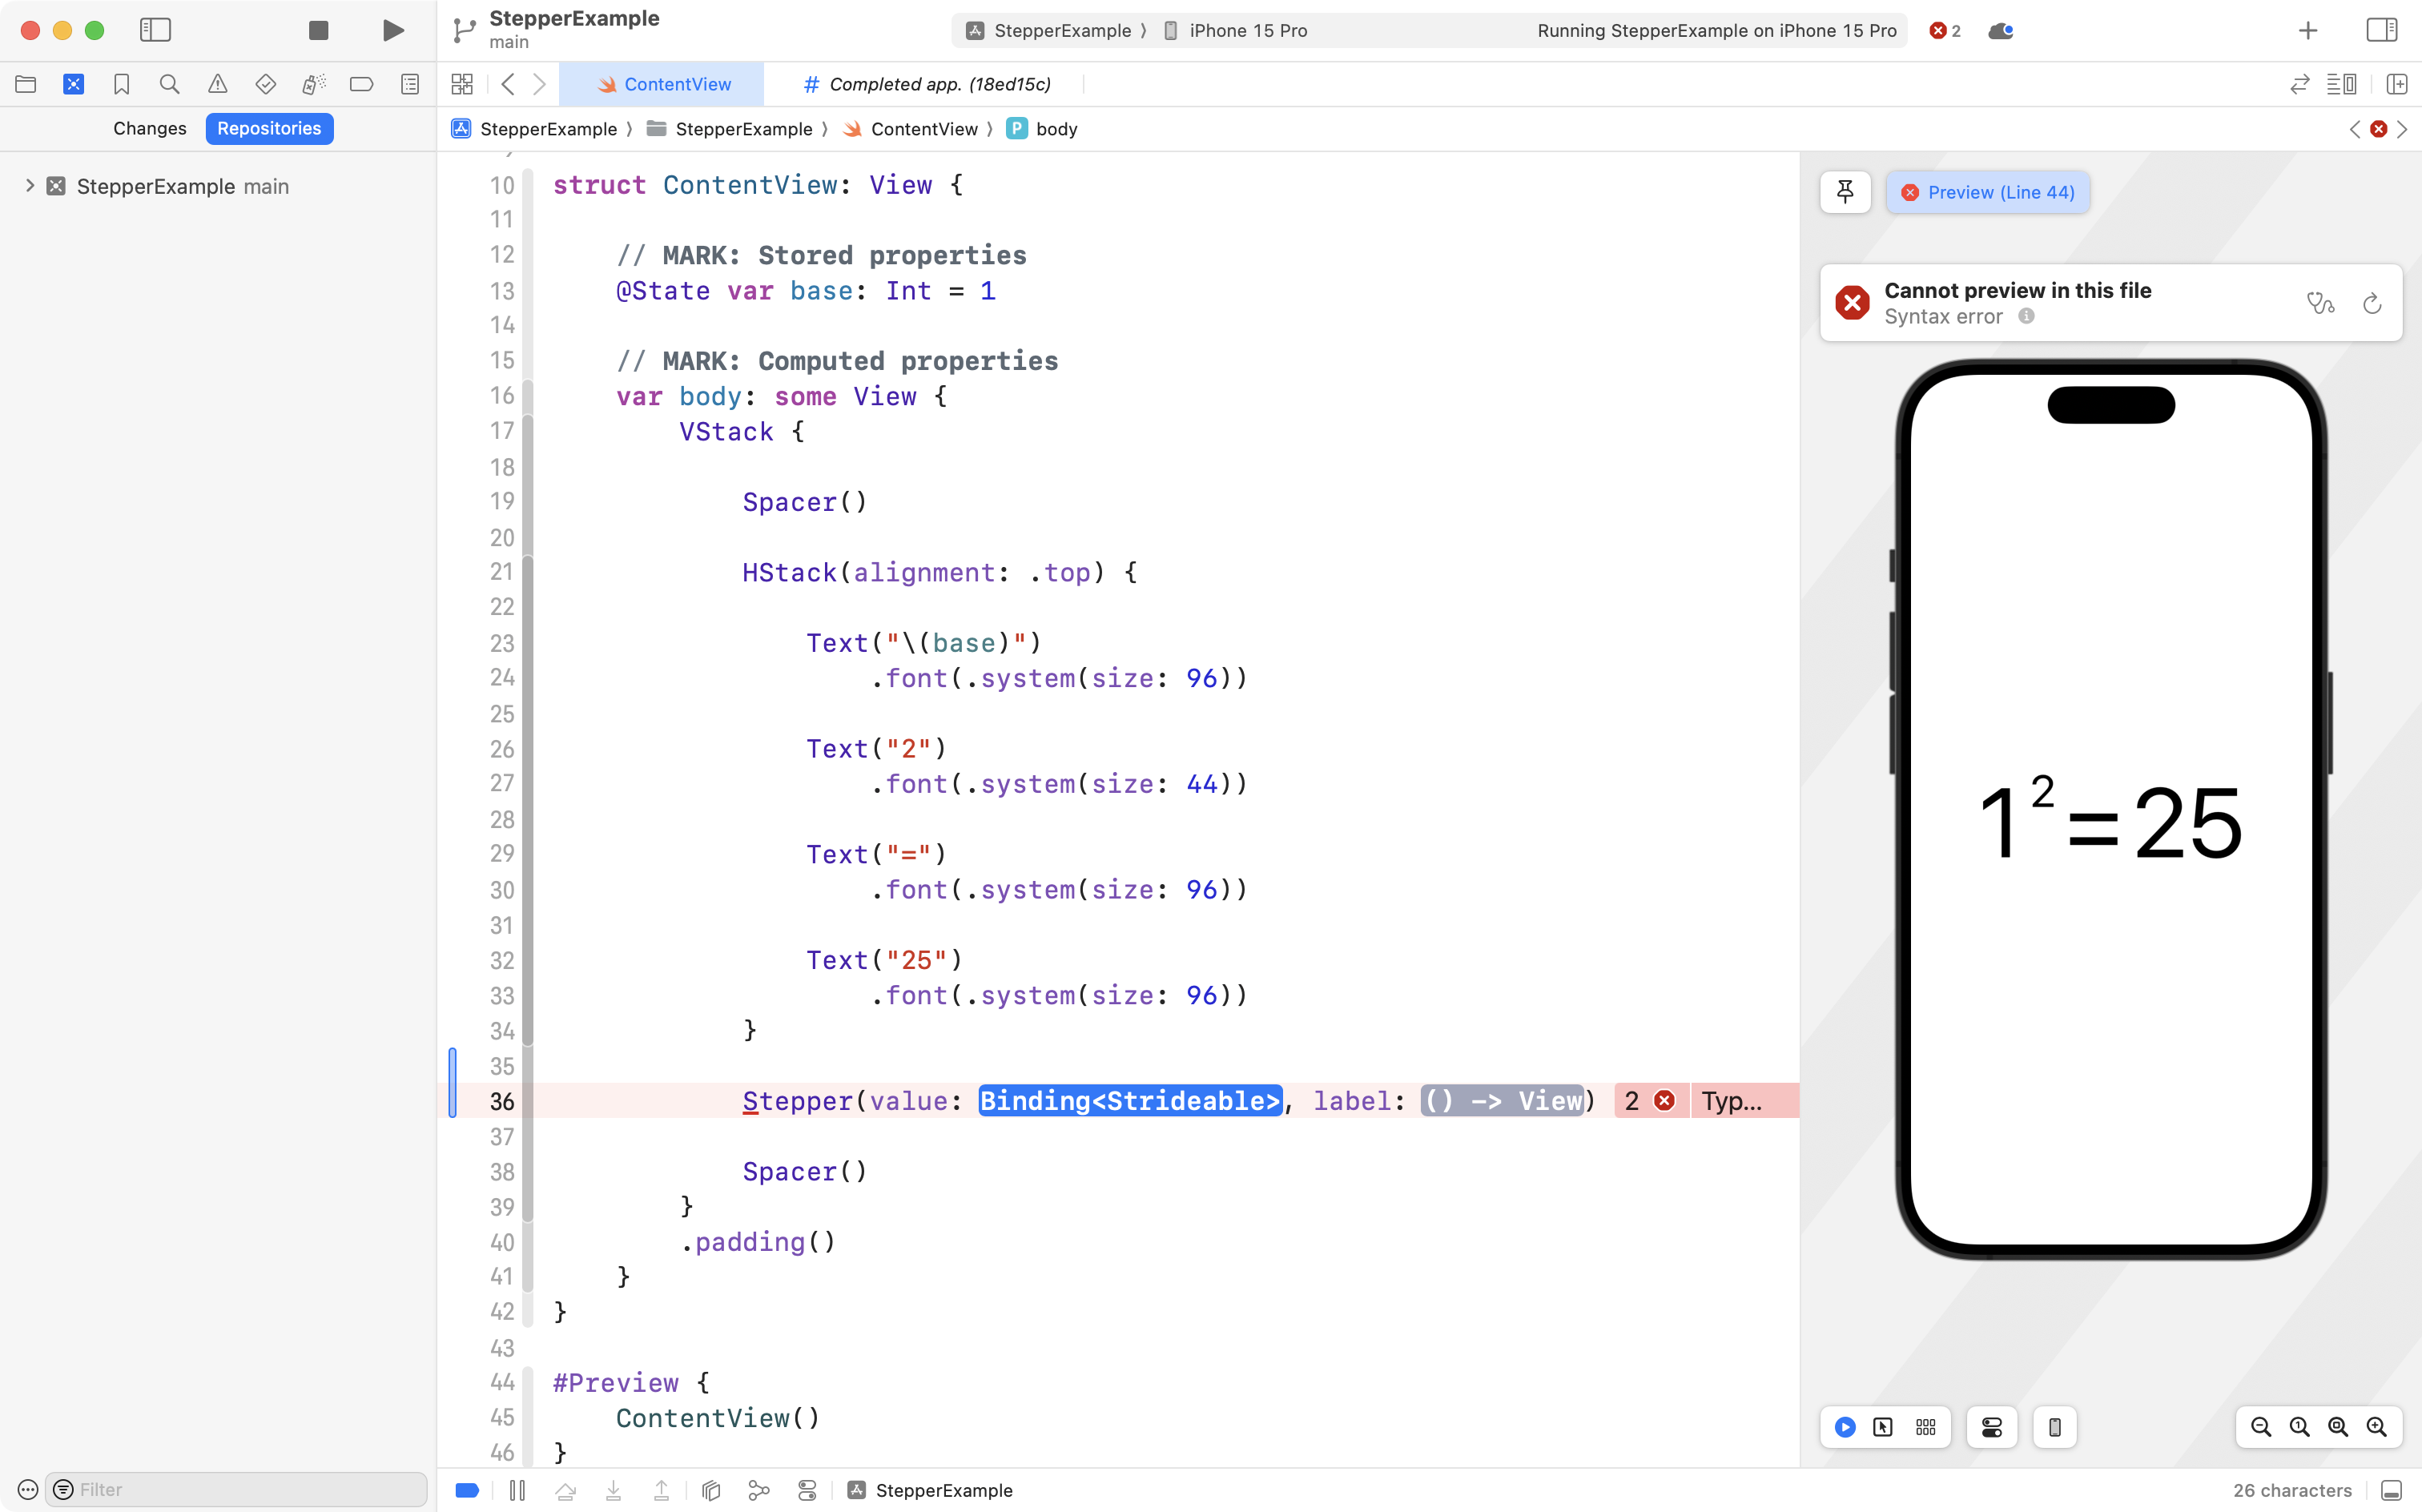 StepperExample
main
StepperExample ⟩ iPhone 15 Pro
Running StepperExample on iPhone 15 Pro
2
ContentView
# Completed app. (18ed15c)
Changes
Repositories
StepperExample ⟩ StepperExample ⟩ ContentView ⟩ P body
StepperExample main
10 struct ContentView: View {
11
12 // MARK: Stored properties
13 @State var base: Int = 1
14
15 // MARK: Computed properties
16 var body: some View {
17 VStack {
18
19 Spacer()
20
21 HStack(alignment: .top) {
22
23 Text("\(base)")
24 .font(.system(size: 96))
25
26 Text("2")
27 .font(.system(size: 44))
28
29 Text("=")
30 .font(.system(size: 96))
31
32 Text("25")
33 .font(.system(size: 96))
34 }
35
36 Stepper(value: Binding<Strideable>, label: () -> View) 2 Typ...
37
38 Spacer()
39 }
40 .padding()
41 }
42 }
43
44 #Preview {
45 ContentView()
46 }
Preview (Line 44)
Cannot preview in this file
Syntax error
1²=25
Filter
StepperExample
26 characters